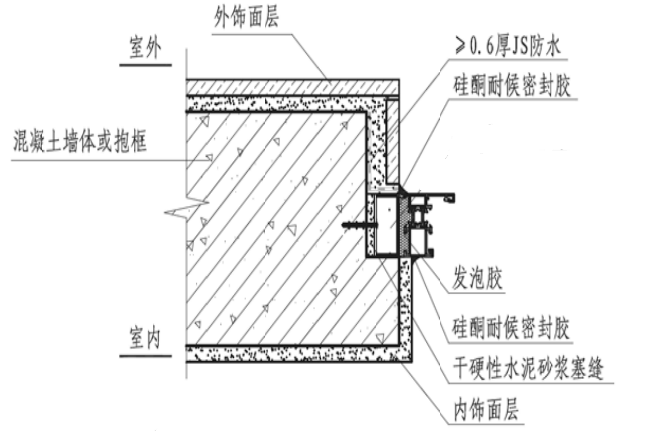 外饰面层
室外
≥0.6厚JS防水
硅酮耐候密封胶
混凝土墙体或抱框
发泡胶
室内
硅酮耐候密封胶
干硬性水泥砂浆塞缝
内饰面层